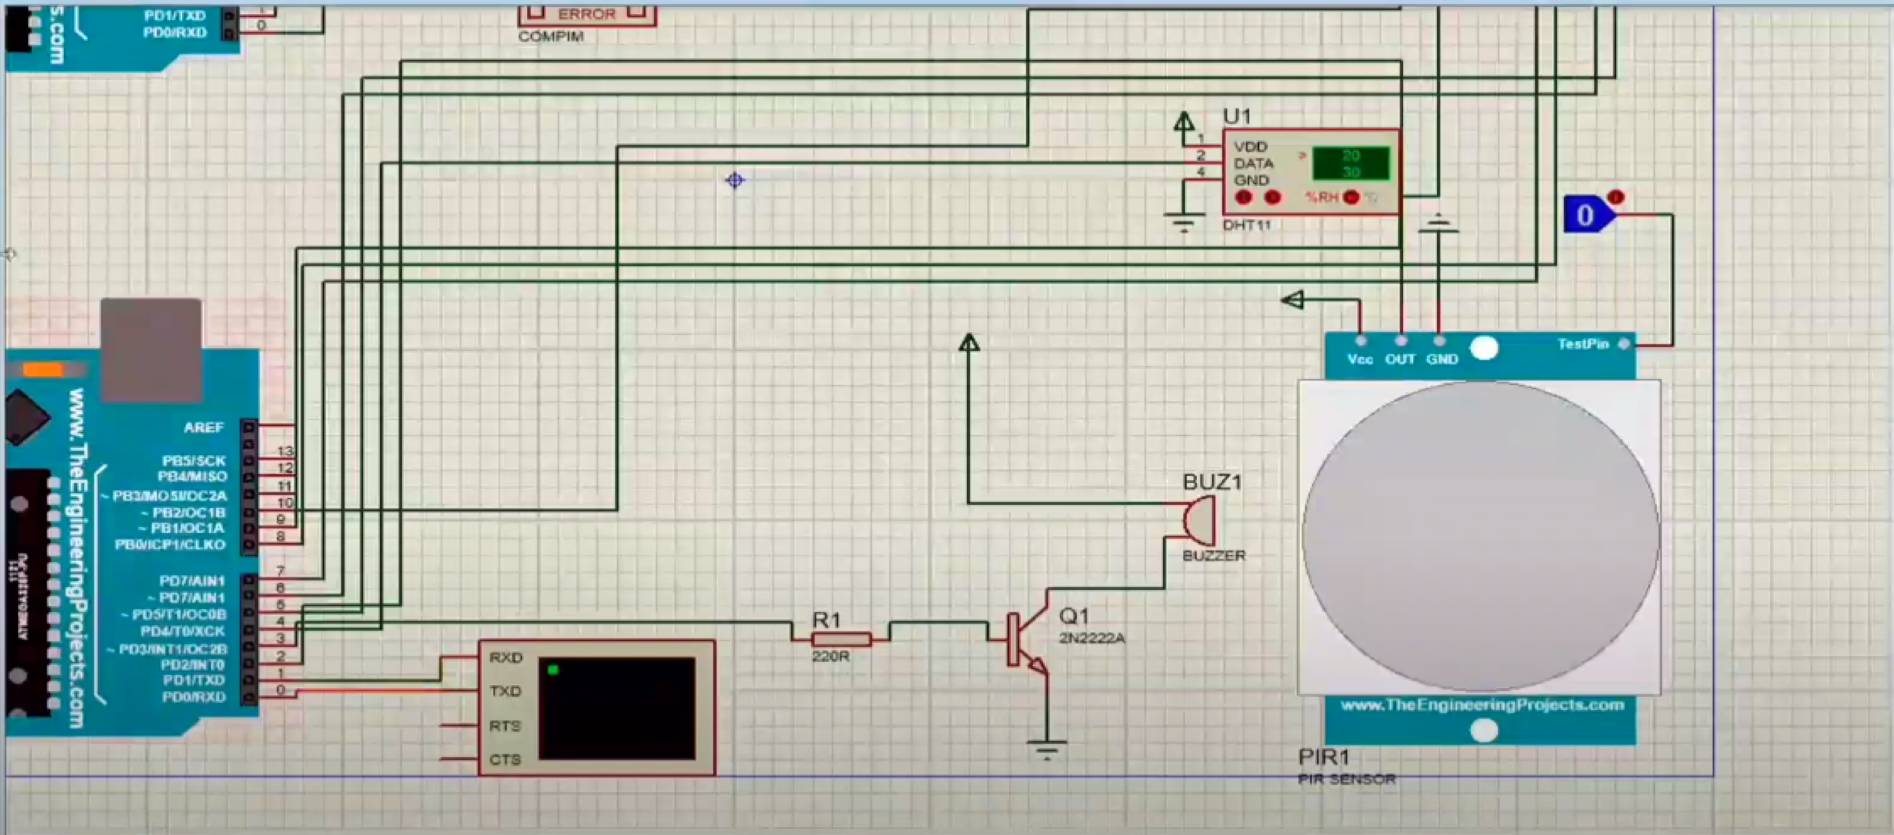 PD1/TXD
1
PD0/RXD
0
s.com
ERROR
COMPIM
U1
1
VDD
2
DATA
4
GND
>
20
30
%RH
°C
DHT11
0
Vcc
OUT
GND
TestPin
www.TheEngineeringProjects.com
PIR1
PIR SENSOR
www.TheEngineeringProjects.com
ATMEGA328P-PU
1121
AREF
PB5/SCK
13
PB4/MISO
12
~ PB3/MOSI/OC2A
11
~ PB2/OC1B
10
~ PB1/OC1A
9
PB0/ICP1/CLKO
8
PD7/AIN1
7
~ PD7/AIN1
6
~ PD5/T1/OC0B
5
PD4/T0/XCK
4
~ PD3/INT1/OC2B
3
PD2/INT0
2
PD1/TXD
1
PD0/RXD
0
RXD
TXD
RTS
CTS
R1
220R
Q1
2N2222A
BUZ1
BUZZER